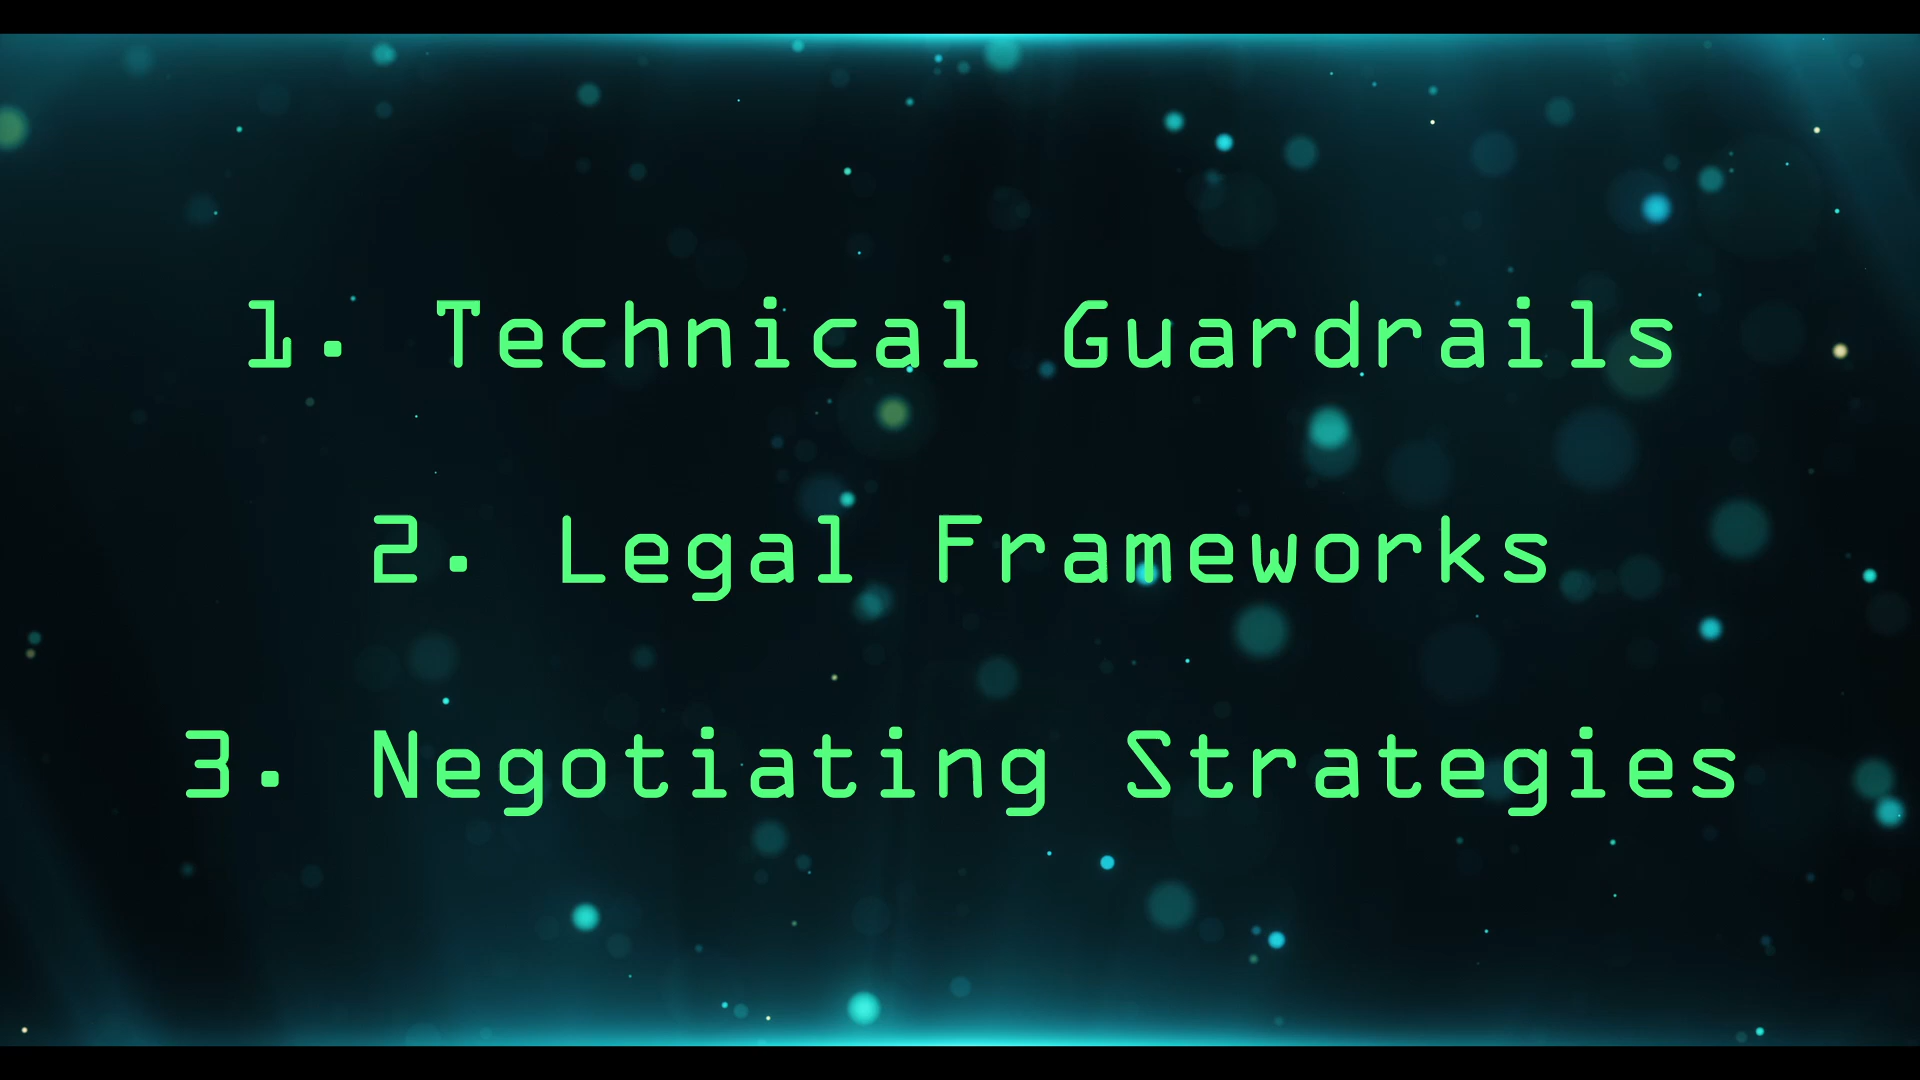 1. Technical Guardrails
2. Legal Frameworks
3. Negotiating Strategies